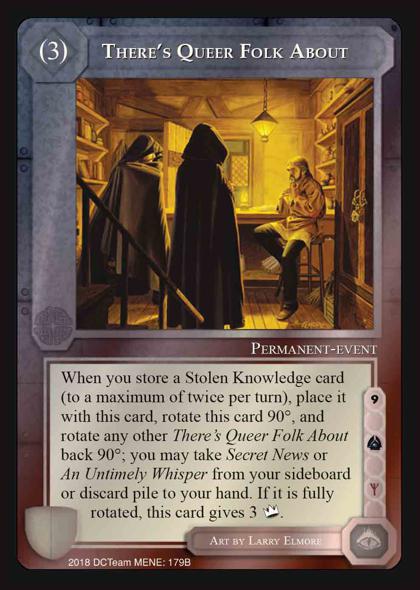 (3)
There's Queer Folk About
Permanent-event
When you store a Stolen Knowledge card
(to a maximum of twice per turn), place it
with this card, rotate this card 90°, and
rotate any other There's Queer Folk About
back 90°; you may take Secret News or
An Untimely Whisper from your sideboard
or discard pile to your hand. If it is fully
rotated, this card gives 3 .
9
Art by Larry Elmore
2018 DCTeam MENE: 179B